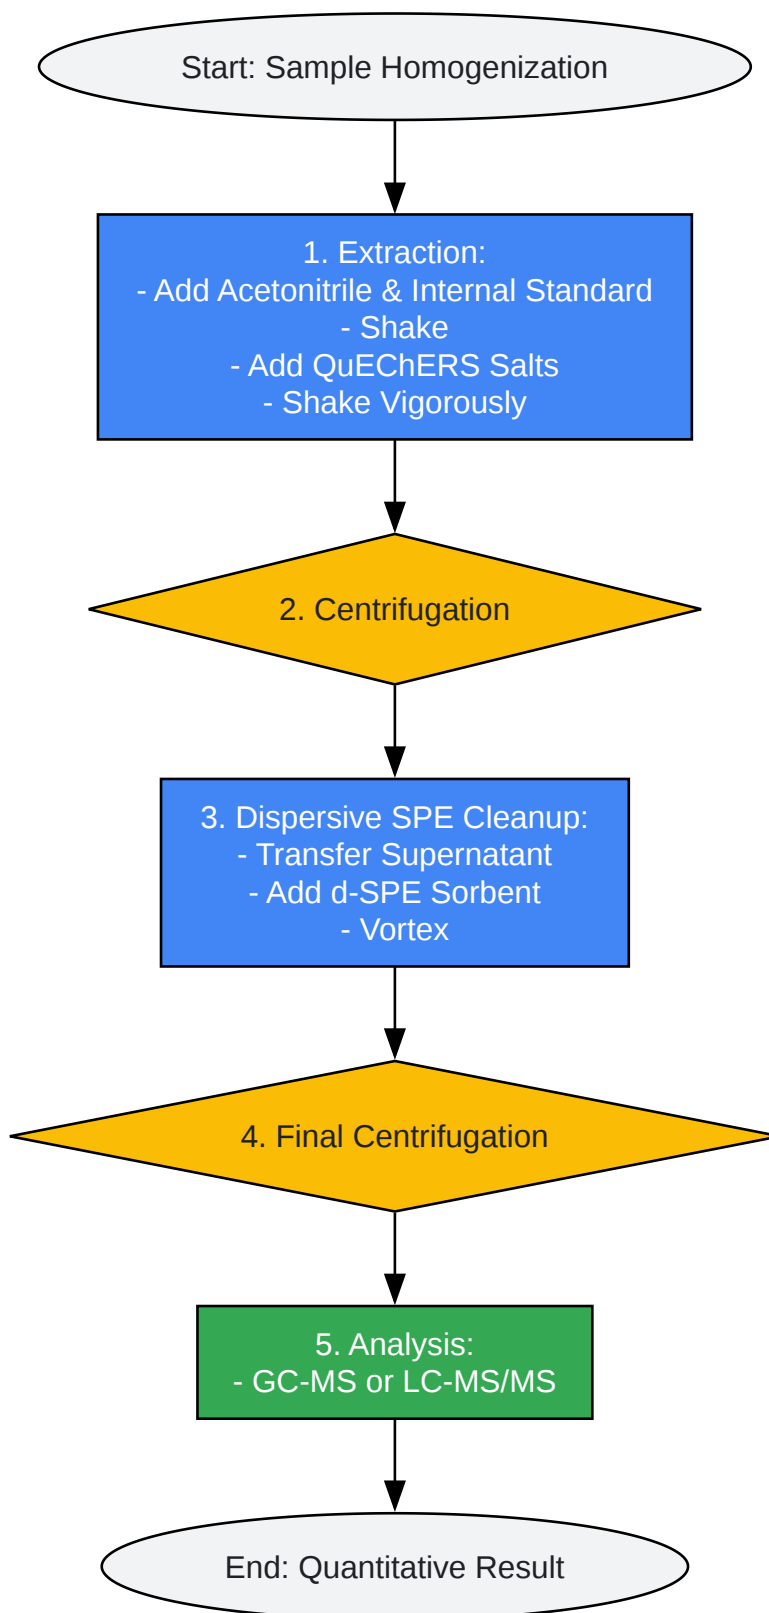 Start: Sample Homogenization
1. Extraction:
- Add Acetonitrile & Internal Standard
- Shake
- Add QuEChERS Salts
- Shake Vigorously
2. Centrifugation
3. Dispersive SPE Cleanup:
- Transfer Supernatant
- Add d-SPE Sorbent
- Vortex
4. Final Centrifugation
5. Analysis:
- GC-MS or LC-MS/MS
End: Quantitative Result